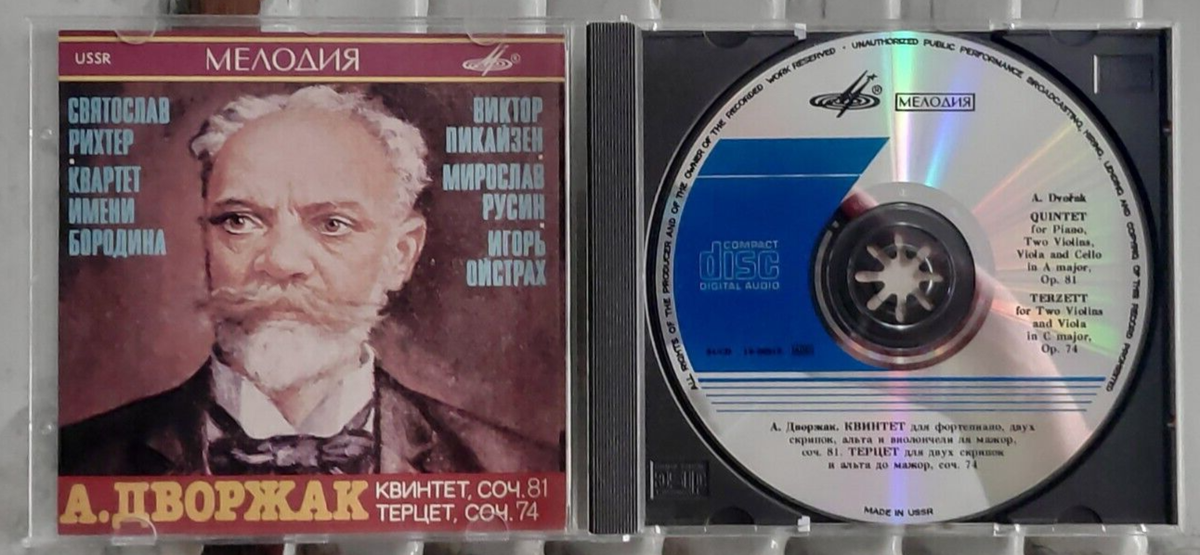 USSR
МЕЛОДИЯ
СВЯТОСЛАВ
РИХТЕР
КВАРТЕТ
ИМЕНИ
БОРОДИНА
ВИКТОР
ПИКАЙЗЕН
МИРОСЛАВ
РУСИН
ИГОРЬ
ОЙСТРАХ
А.ДВОРЖАК
КВИНТЕТ, СОЧ.81
ТЕРЦЕТ, СОЧ.74
ALL RIGHTS OF THE PRODUCER AND OF THE OWNER OF THE RECORDED WORK RESERVED • UNAUTHORIZED PUBLIC PERFORMANCE BROADCASTING, HIRING, LENDING AND COPYING OF THIS RECORD PROHIBITED
МЕЛОДИЯ
COMPACT
disc
DIGITAL AUDIO
A. Dvořak
QUINTET
for Piano,
Two Violins,
Viola and Cello
in A major,
Op. 81
TERZETT
for Two Violins
and Viola
in C major,
Op. 74
А. Дворжак. КВИНТЕТ для фортепиано, двух
скрипок, альта и виолончели ля мажор,
соч. 81. ТЕРЦЕТ для двух скрипок
и альта до мажор, соч. 74
MADE IN USSR